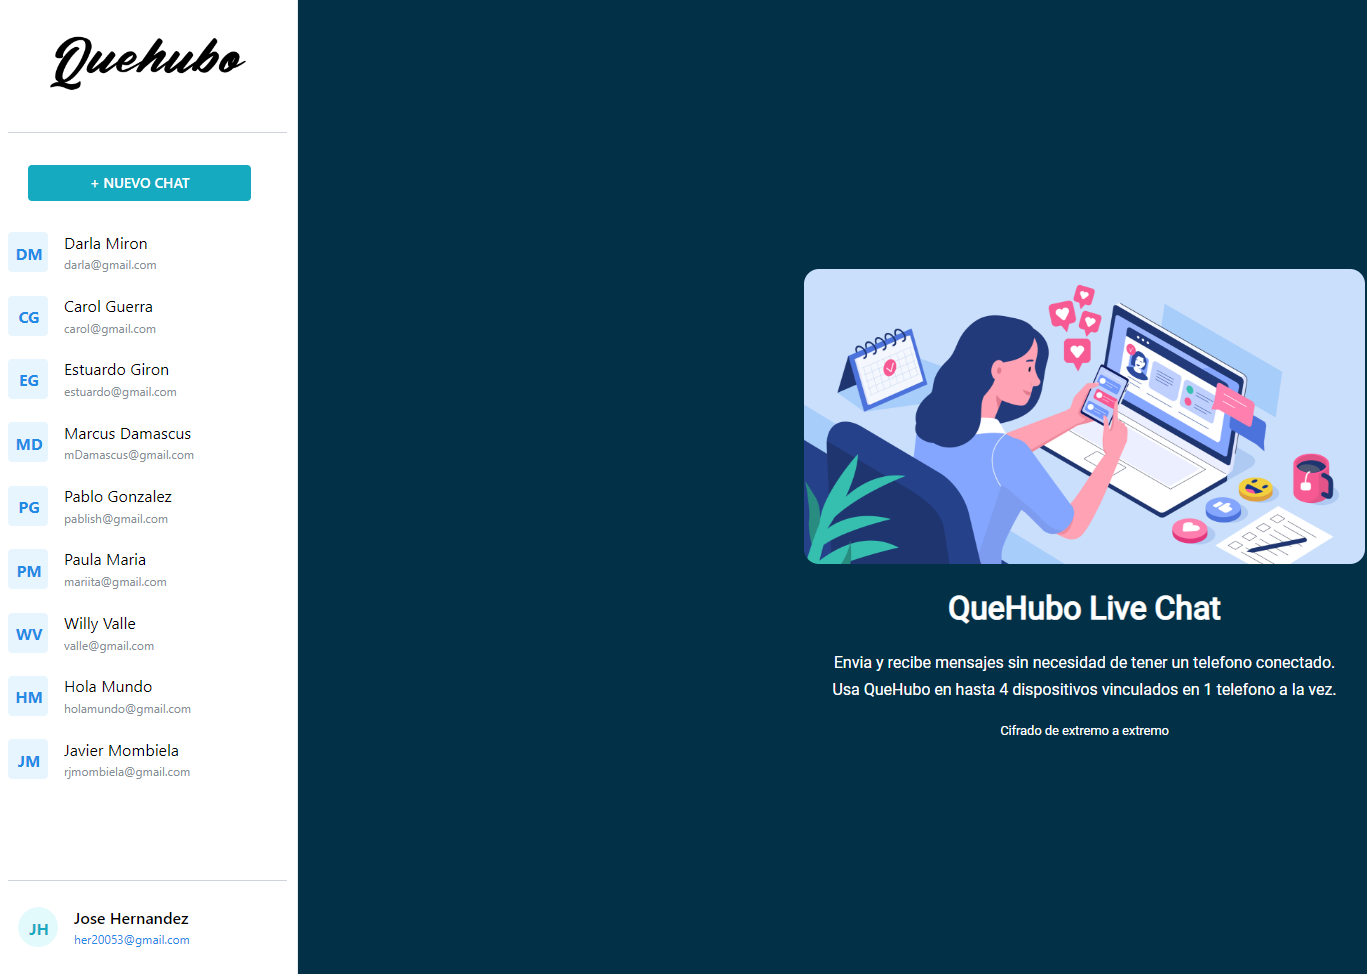 Quehubo
+ NUEVO CHAT
DM
Darla Miron
darla@gmail.com
CG
Carol Guerra
carol@gmail.com
EG
Estuardo Giron
estuardo@gmail.com
MD
Marcus Damascus
mDamascus@gmail.com
PG
Pablo Gonzalez
pablish@gmail.com
PM
Paula Maria
mariita@gmail.com
WV
Willy Valle
valle@gmail.com
HM
Hola Mundo
holamundo@gmail.com
JM
Javier Mombiela
rjmombiela@gmail.com
JH
Jose Hernandez
her20053@gmail.com
QueHubo Live Chat
Envia y recibe mensajes sin necesidad de tener un telefono conectado.
Usa QueHubo en hasta 4 dispositivos vinculados en 1 telefono a la vez.
Cifrado de extremo a extremo